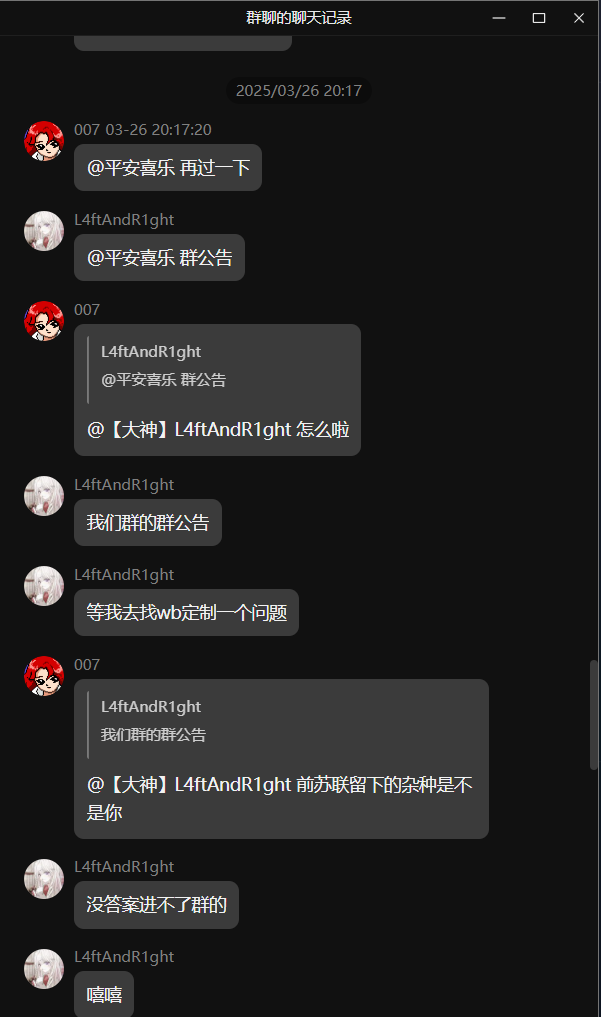 群聊的聊天记录
2025/03/26 20:17
007 03-26 20:17:20
@平安喜乐 再过一下
L4ftAndR1ght
@平安喜乐 群公告
007
L4ftAndR1ght
@平安喜乐 群公告
@【大神】L4ftAndR1ght 怎么啦
L4ftAndR1ght
我们群的群公告
L4ftAndR1ght
等我去找wb定制一个问题
007
L4ftAndR1ght
我们群的群公告
@【大神】L4ftAndR1ght 前苏联留下的杂种是不
是你
L4ftAndR1ght
没答案进不了群的
L4ftAndR1ght
嘻嘻